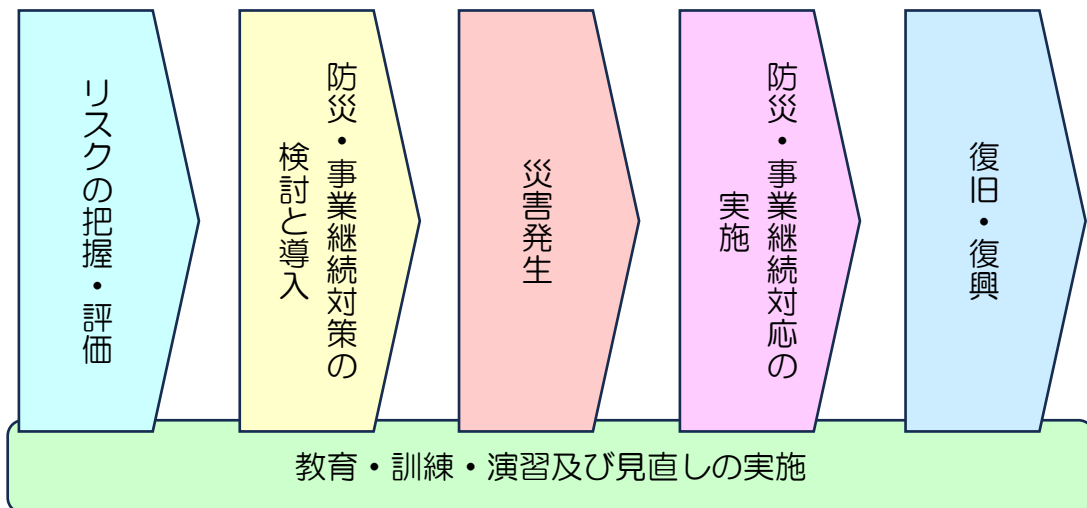 リスクの把握・評価
防災・事業継続対策の
検討と導入
災害発生
防災・事業継続対応の
実施
復旧・復興
教育・訓練・演習及び見直しの実施